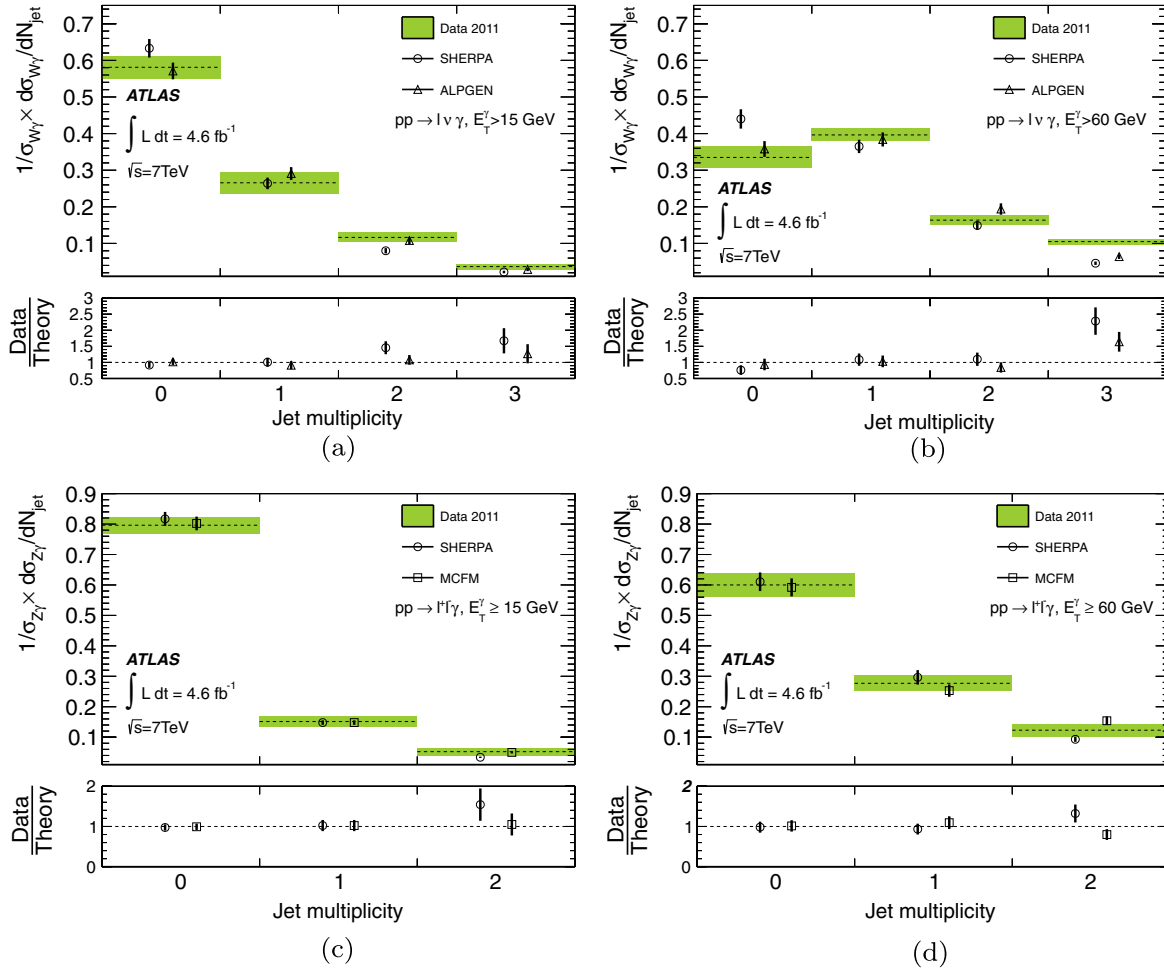 1/σWγ × dσWγ/dNjet
0.7
0.6
0.5
0.4
0.3
0.2
0.1
Data 2011
SHERPA
ALPGEN
pp → l ν γ, ETγ>15 GeV
ATLAS
∫ L dt = 4.6 fb-1
√s=7TeV
Data
Theory
3
2.5
2
1.5
1
0.5
0 1 2 3
Jet multiplicity
(a)
1/σWγ × dσWγ/dNjet
0.7
0.6
0.5
0.4
0.3
0.2
0.1
Data 2011
SHERPA
ALPGEN
pp → l ν γ, ETγ>60 GeV
ATLAS
∫ L dt = 4.6 fb-1
√s=7TeV
Data
Theory
3
2.5
2
1.5
1
0.5
0 1 2 3
Jet multiplicity
(b)
1/σZγ × dσZγ/dNjet
0.9
0.8
0.7
0.6
0.5
0.4
0.3
0.2
0.1
Data 2011
SHERPA
MCFM
pp → l+l-γ, ETγ ≥ 15 GeV
ATLAS
∫ L dt = 4.6 fb-1
√s=7TeV
Data
Theory
2
1
0
0 1 2
Jet multiplicity
(c)
1/σZγ × dσZγ/dNjet
0.9
0.8
0.7
0.6
0.5
0.4
0.3
0.2
0.1
Data 2011
SHERPA
MCFM
pp → l+l-γ, ETγ ≥ 60 GeV
ATLAS
∫ L dt = 4.6 fb-1
√s=7TeV
Data
Theory
2
1
0
0 1 2
Jet multiplicity
(d)